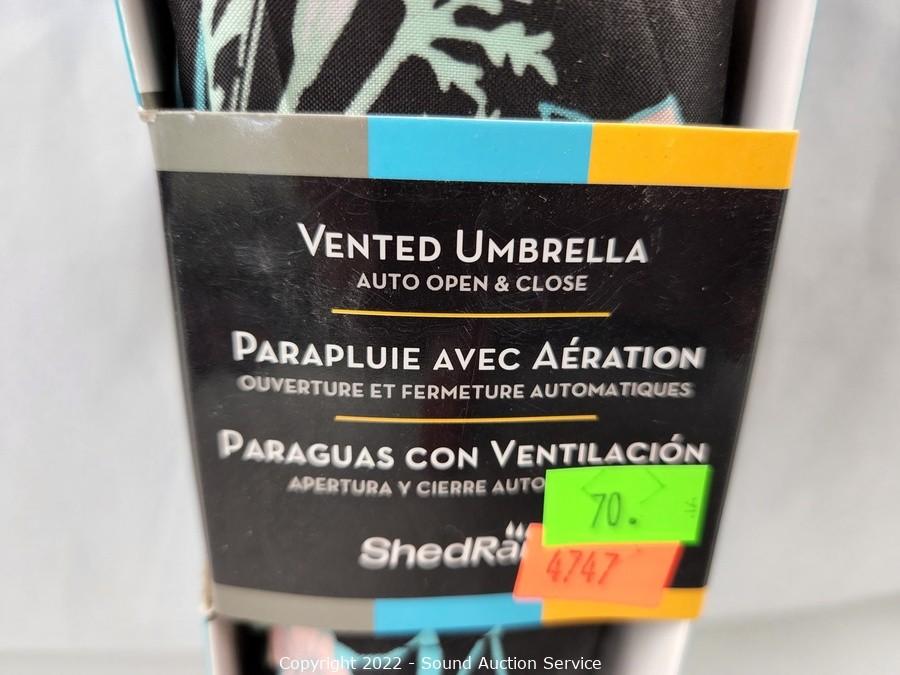 VENTED UMBRELLA
AUTO OPEN & CLOSE
PARAPLUIE AVEC AÉRATION
OUVERTURE ET FERMETURE AUTOMATIQUES
PARAGUAS CON VENTILACIÓN
APERTURA Y CIERRE
70.
4747
Copyright 2022 - Sound Auction Service